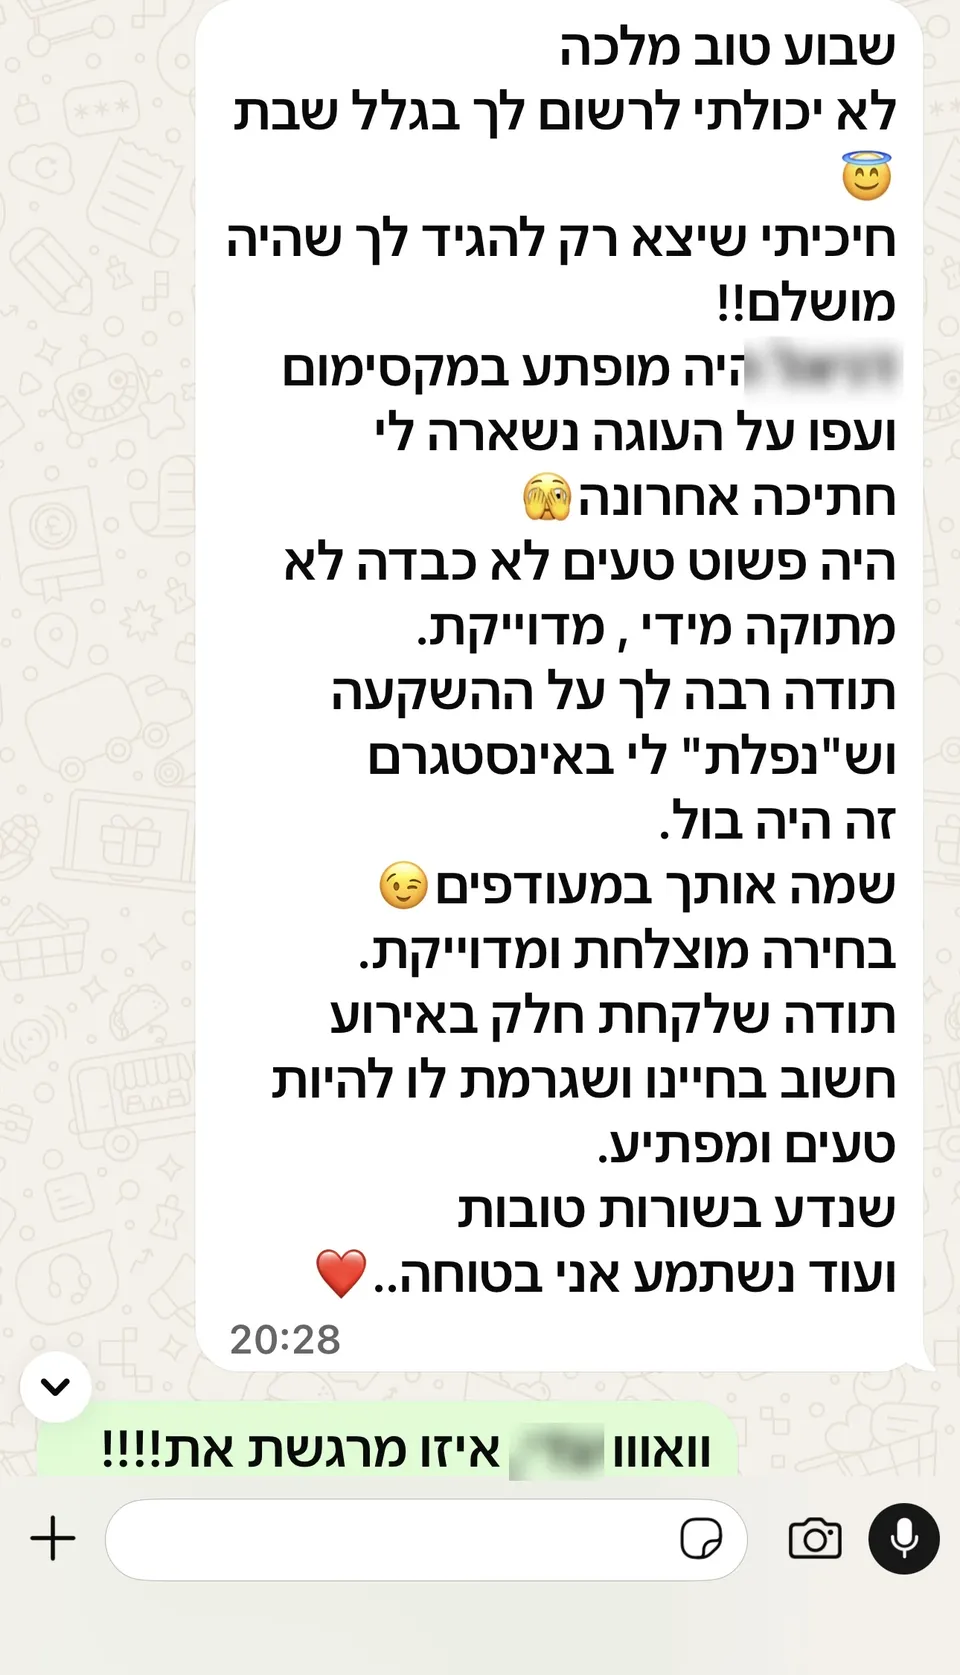 שבוע טוב מלכה
לא יכולתי לרשום לך בגלל שבת
😇
חיכיתי שיצא רק להגיד לך שהיה
מושלם!!
היה מופתע במקסימום
ועפו על העוגה נשארה לי
חתיכה אחרונה🫣
היה פשוט טעים לא כבדה לא
מתוקה מידי , מדוייקת.
תודה רבה לך על ההשקעה
וש"נפלת" לי באינסטגרם
זה היה בול.
שמה אותך במעודפים😉
בחירה מוצלחת ומדוייקת.
תודה שלקחת חלק באירוע
חשוב בחיינו ושגרמת לו להיות
טעים ומפתיע.
שנדע בשורות טובות
ועוד נשתמע אני בטוחה..❤️
20:28
וואווו איזו מרגשת את!!!!